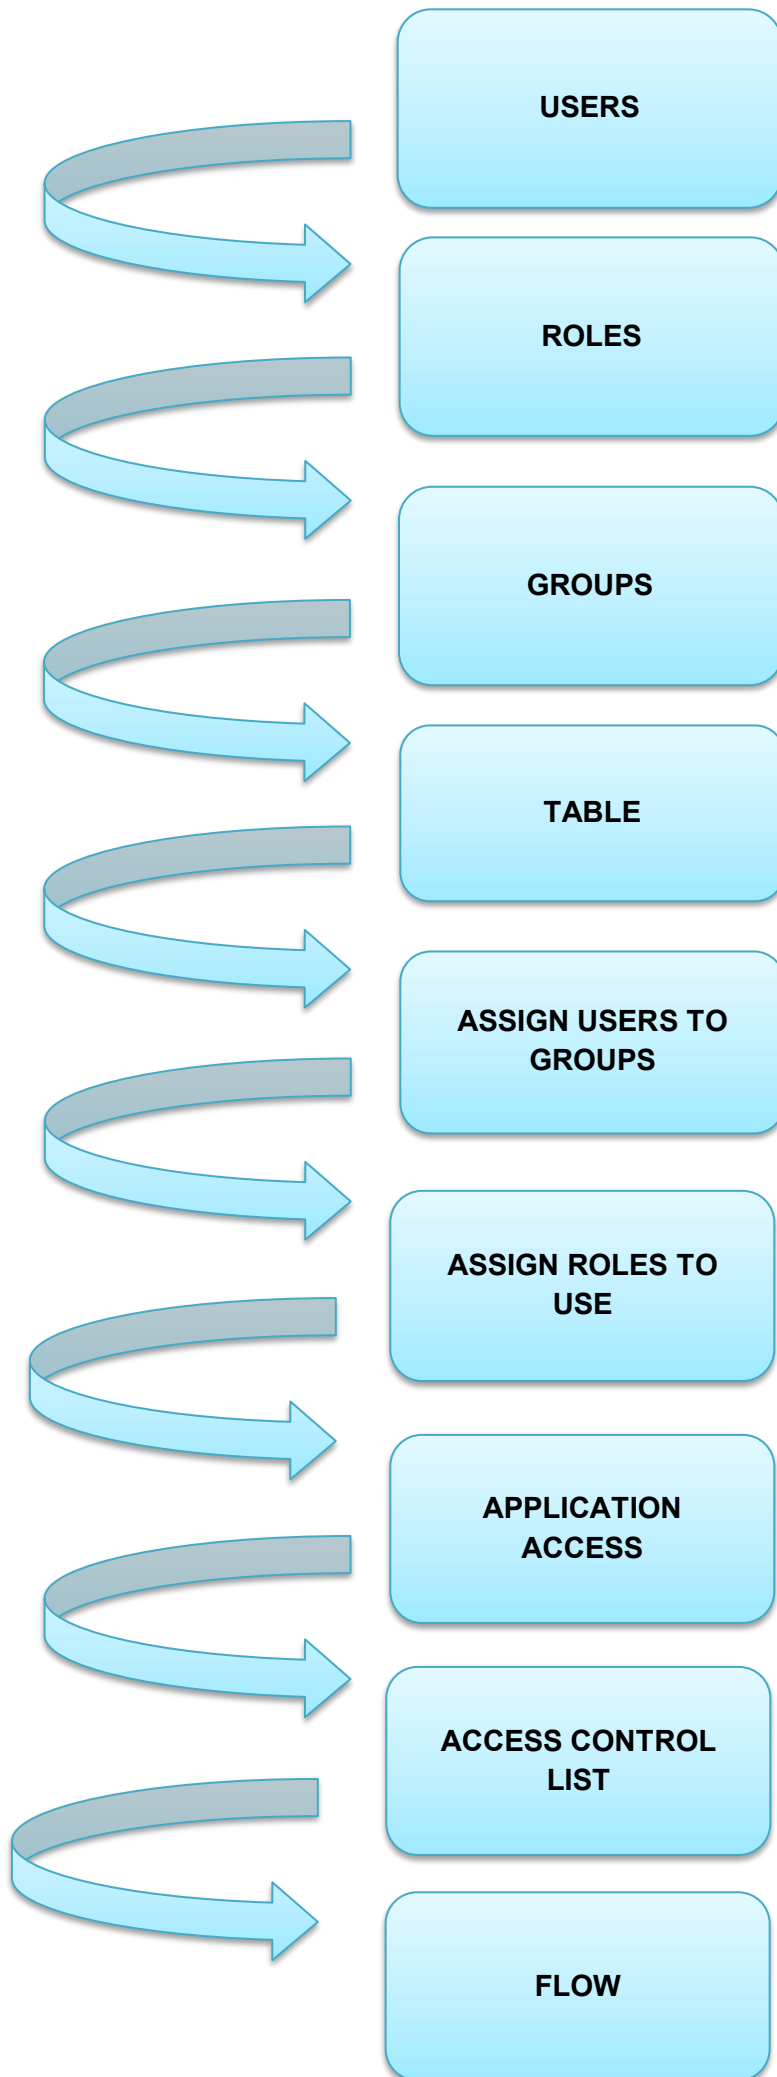 USERS
ROLES
GROUPS
TABLE
ASSIGN USERS TO
GROUPS
ASSIGN ROLES TO
USE
APPLICATION
ACCESS
ACCESS CONTROL
LIST
FLOW